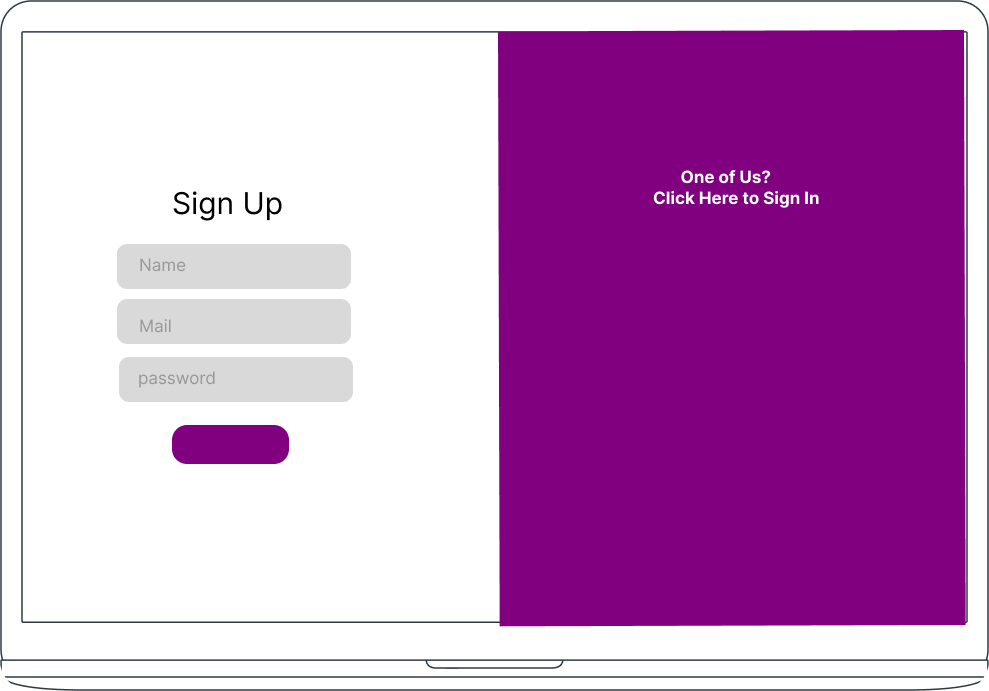 Sign Up
Name
Mail
password
One of Us?
Click Here to Sign In